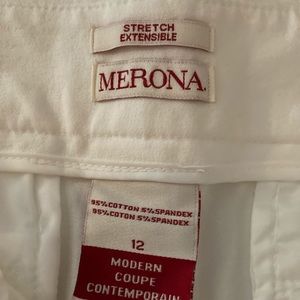 STRETCH
EXTENSIBLE
MERONA.
95%COTTON 5%SPANDEX
95%COTON 5%SPANDEX
12
MODERN
COUPE
CONTEMPORAIN